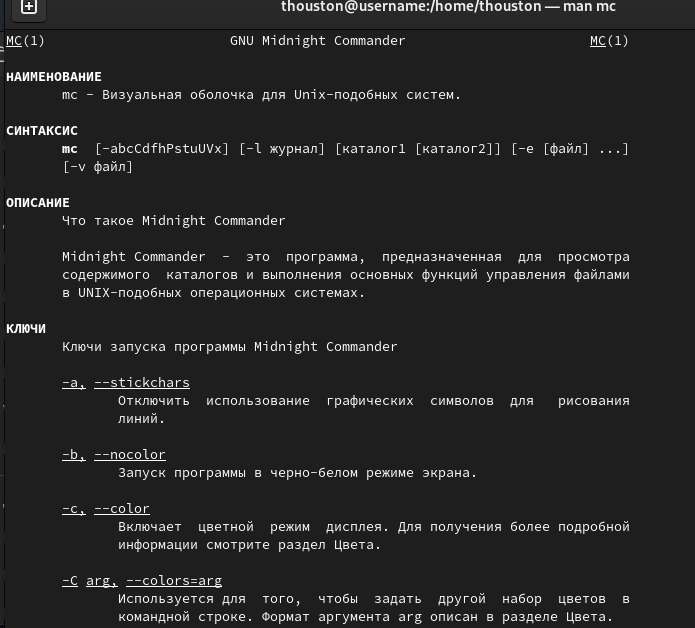 thouston@username:/home/thouston — man mc
MC(1) GNU Midnight Commander MC(1)
НАИМЕНОВАНИЕ
mc - Визуальная оболочка для Unix-подобных систем.
СИНТАКСИС
mc [-abcCdfhPstuUVx] [-l журнал] [каталог1 [каталог2]] [-e [файл] ...]
[-v файл]
ОПИСАНИЕ
Что такое Midnight Commander
Midnight Commander - это программа, предназначенная для просмотра
содержимого каталогов и выполнения основных функций управления файлами
в UNIX-подобных операционных системах.
КЛЮЧИ
Ключи запуска программы Midnight Commander
-a, --stickchars
Отключить использование графических символов для рисования
линий.
-b, --nocolor
Запуск программы в черно-белом режиме экрана.
-c, --color
Включает цветной режим дисплея. Для получения более подробной
информации смотрите раздел Цвета.
-C arg, --colors=arg
Используется для того, чтобы задать другой набор цветов в
командной строке. Формат аргумента arg описан в разделе Цвета.